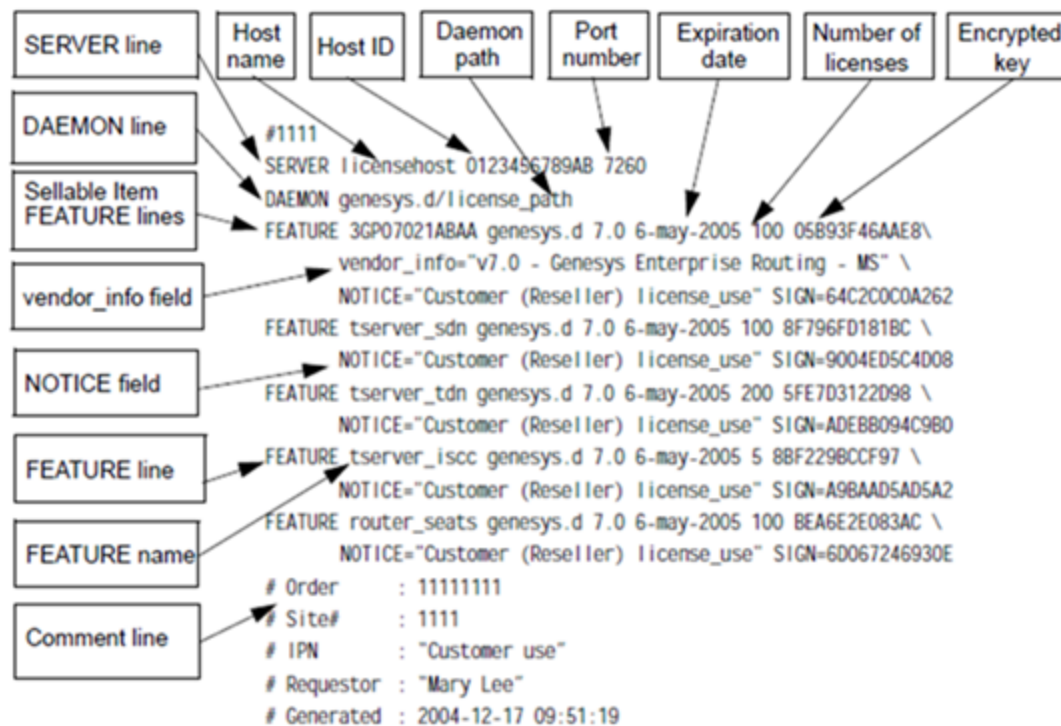 SERVER line
Host name
Host ID
Daemon path
Port number
Expiration date
Number of licenses
Encrypted key
DAEMON line
Sellable Item FEATURE lines
vendor_info field
NOTICE field
FEATURE line
FEATURE name
Comment line
#1111
SERVER licensehost 0123456789AB 7260
DAEMON genesys.d/license_path
FEATURE 3GP07021ABAA genesys.d 7.0 6-may-2005 100 05B93F46AAE8\
vendor_info="v7.0 - Genesys Enterprise Routing - MS" \
NOTICE="Customer (Reseller) license_use" SIGN=64C2C0C0A262
FEATURE tserver_sdn genesys.d 7.0 6-may-2005 100 8F796FD181BC \
NOTICE="Customer (Reseller) license_use" SIGN=9004ED5C4D08
FEATURE tserver_tdn genesys.d 7.0 6-may-2005 200 5FE7D3122D98 \
NOTICE="Customer (Reseller) license_use" SIGN=ADEBB094C9B0
FEATURE tserver_iscc genesys.d 7.0 6-may-2005 5 8BF229BCCF97 \
NOTICE="Customer (Reseller) license_use" SIGN=A9BAAD5AD5A2
FEATURE router_seats genesys.d 7.0 6-may-2005 100 BEA6E2E083AC \
NOTICE="Customer (Reseller) license_use" SIGN=6D067246930E
# Order : 11111111
# Site# : 1111
# IPN : "Customer use"
# Requestor : "Mary Lee"
# Generated : 2004-12-17 09:51:19